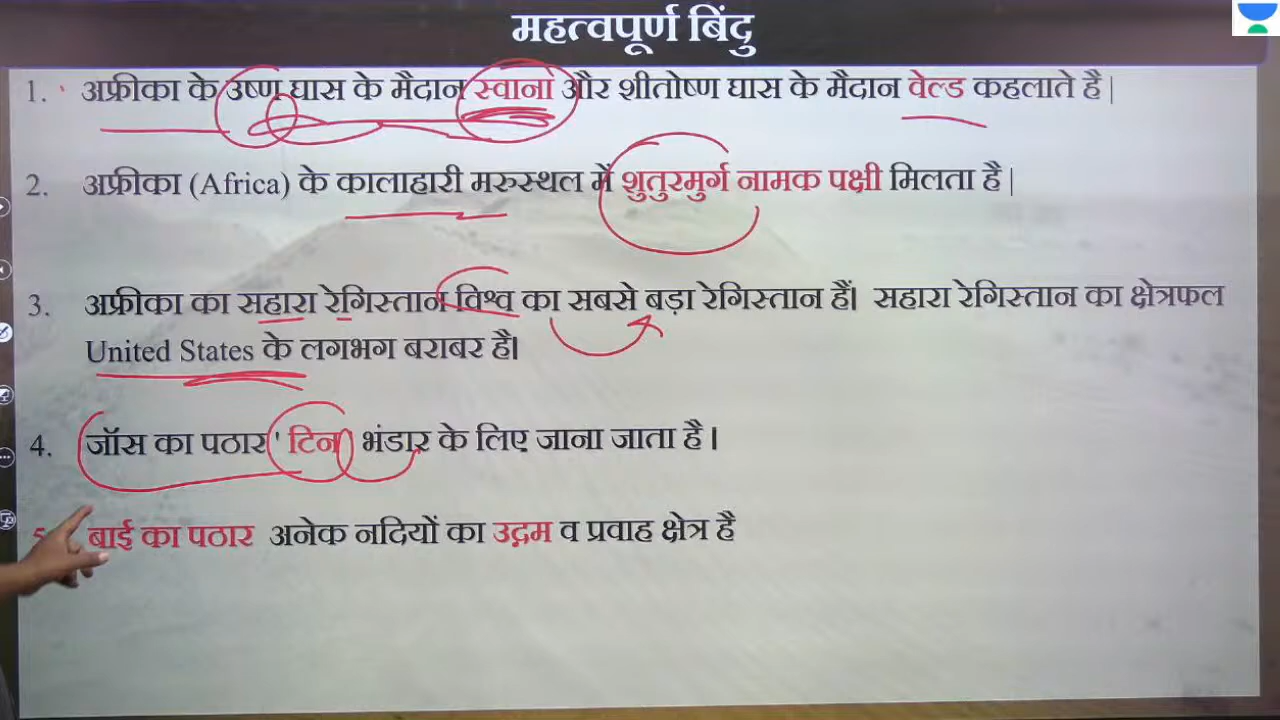 महत्वपूर्ण बिंदु
1. अफ्रीका के उष्ण घास के मैदान स्वाना और शीतोष्ण घास के मैदान वेल्ड कहलाते है |
2. अफ्रीका (Africa) के कालाहारी मरुस्थल में शुतुरमुर्ग नामक पक्षी मिलता है |
3. अफ्रीका का सहारा रेगिस्तान विश्व का सबसे बड़ा रेगिस्तान हैं। सहारा रेगिस्तान का क्षेत्रफल
United States के लगभग बराबर है।
4. जॉस का पठार ' टिन भंडार के लिए जाना जाता है ।
5. बाई का पठार अनेक नदियों का उद्गम व प्रवाह क्षेत्र है